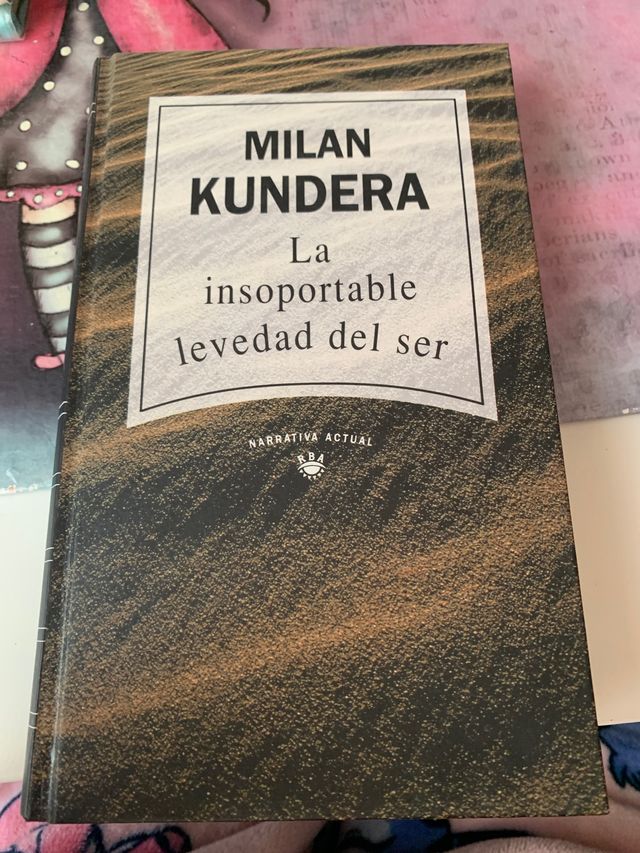 MILAN
KUNDERA
La
insoportable
levedad del ser
NARRATIVA ACTUAL
RBA